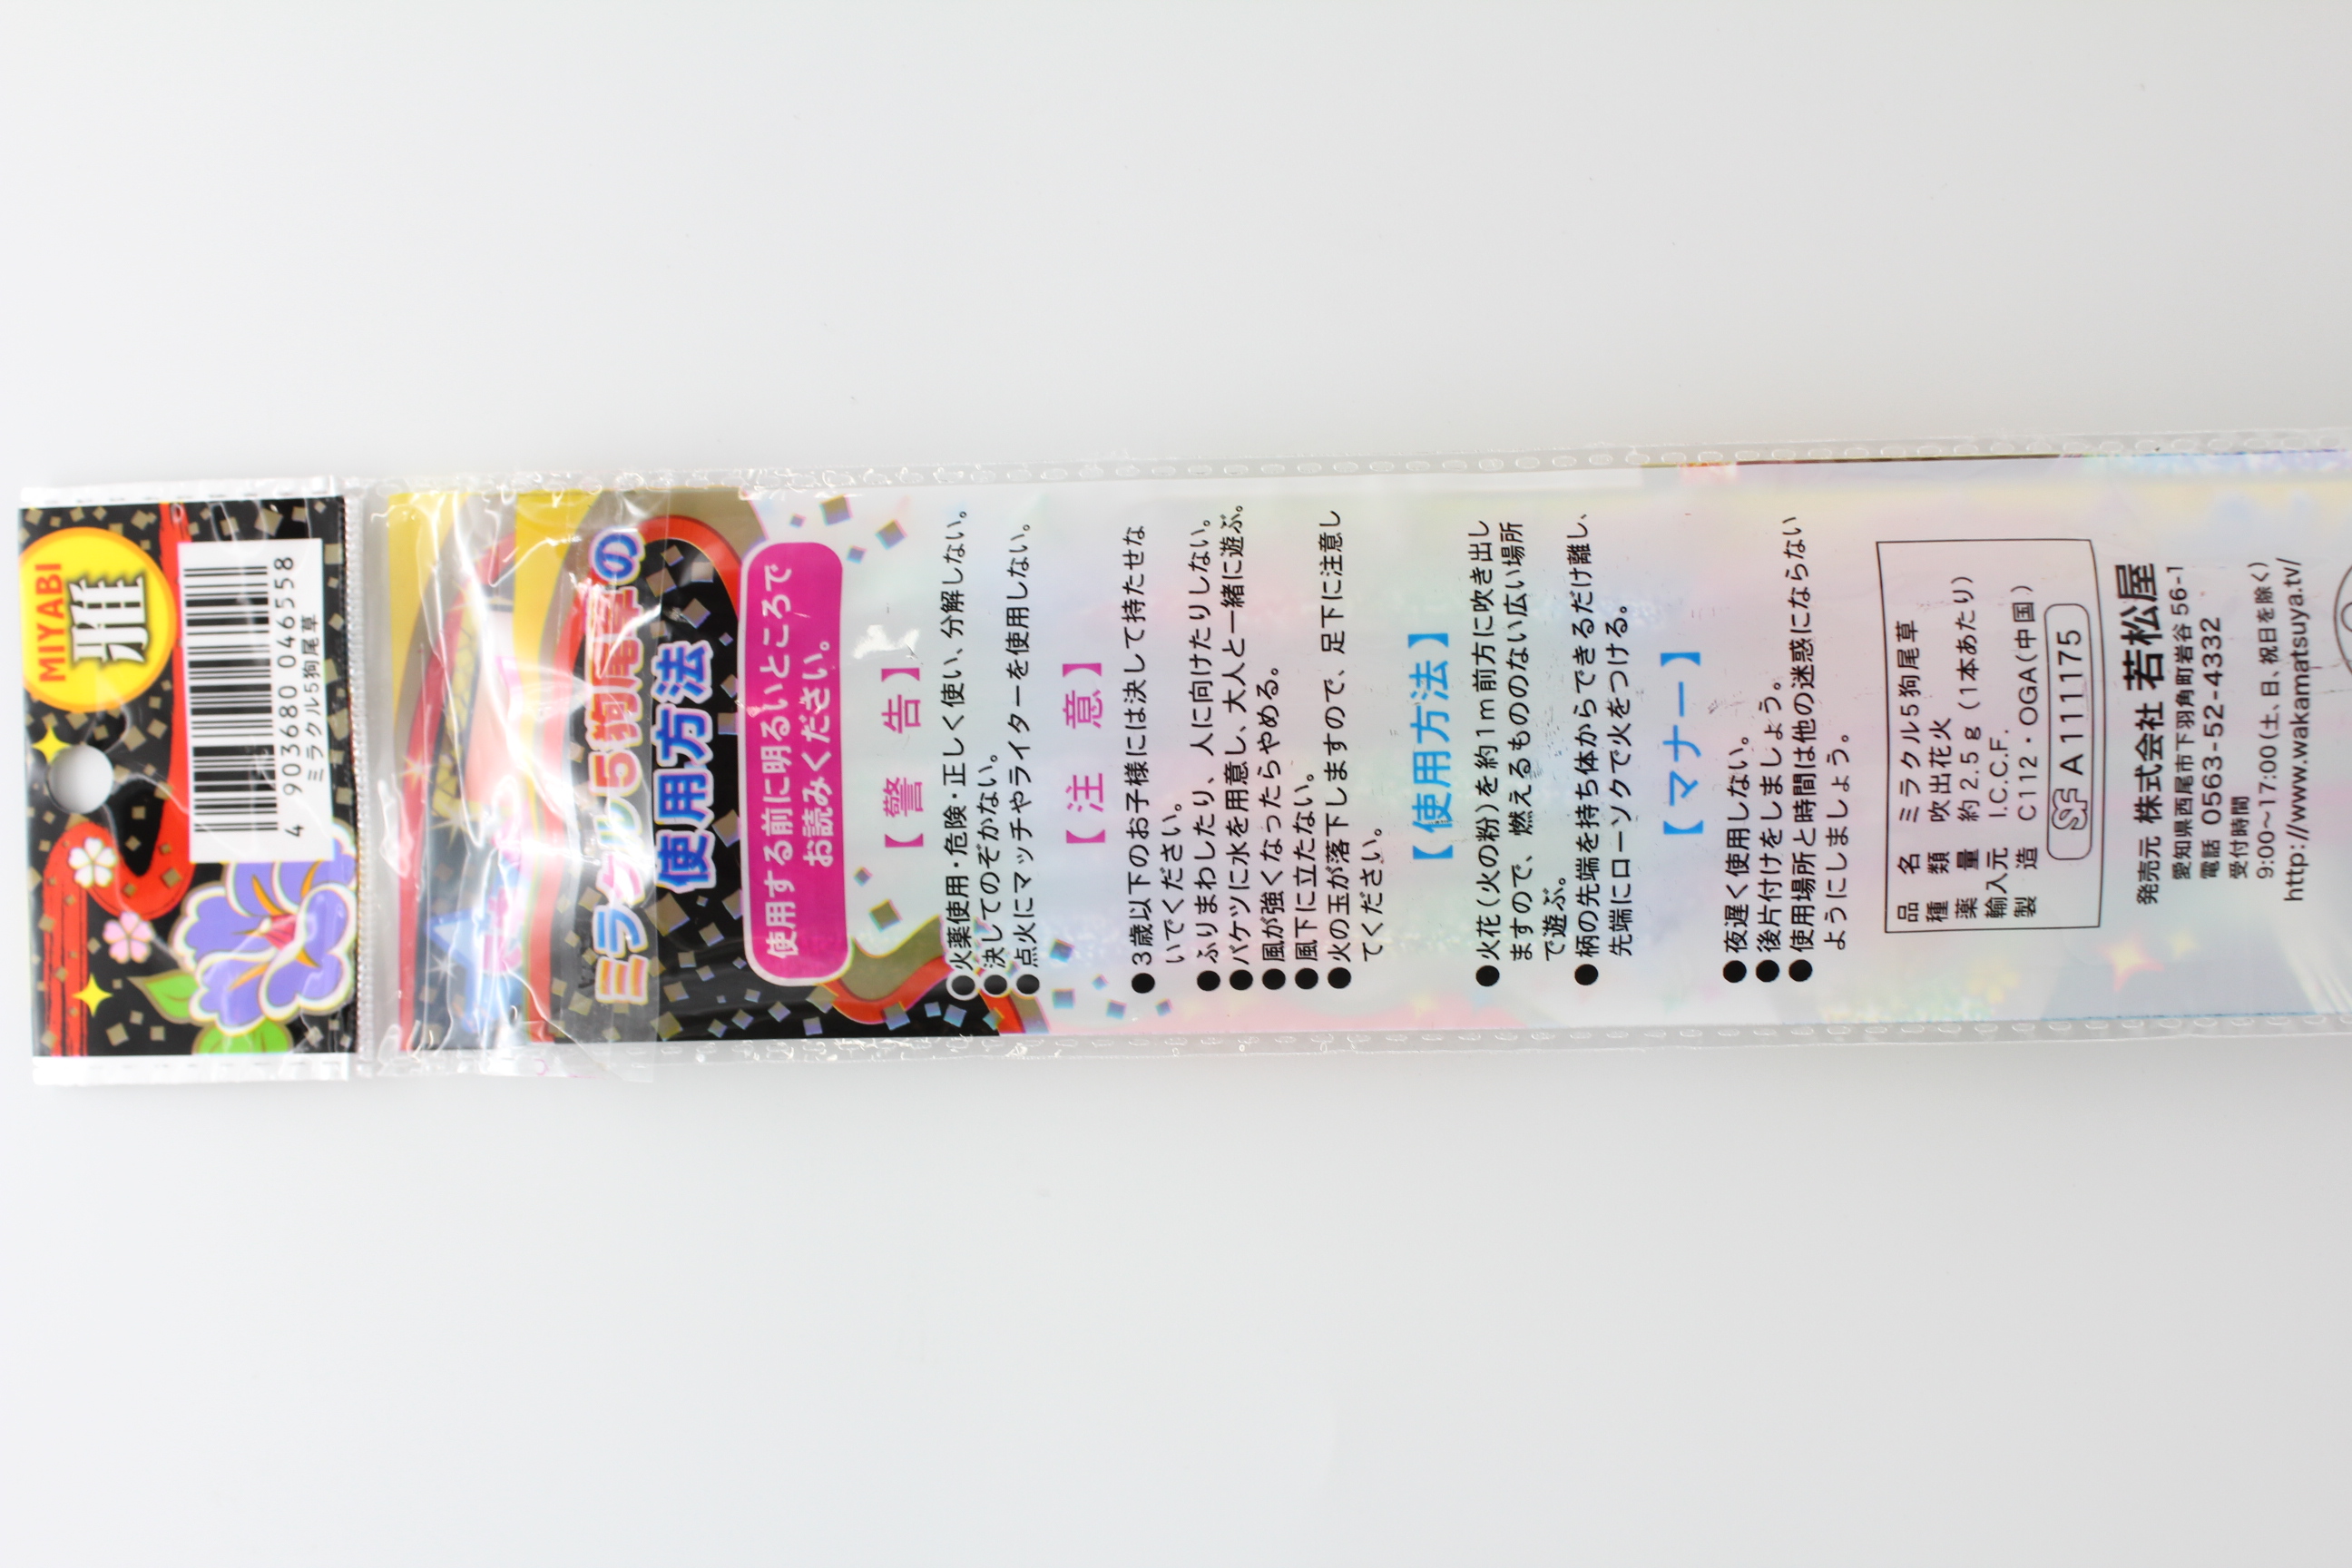 MIYABI
雅
4 903680 046558
ミラクル5狗尾草
ミラクル5狗尾草の
使用方法
使用する前に明るいところで
お読みください。
【警 告】
●火薬使用・危険・正しく使い、分解しない。
●決してのぞかない。
●点火にマッチやライターを使用しない。
【注 意】
●3歳以下のお子様には決して持たせな
いでください。
●ふりまわしたり、人に向けたりしない。
●バケツに水を用意し、大人と一緒に遊ぶ。
●風が強くなったらやめる。
●風下に立たない。
●火の玉が落下しますので、足下に注意し
てください。
【使用方法】
●火花(火の粉)を約1m前方に吹き出し
ますので、燃えるもののない広い場所
で遊ぶ。
●柄の先端を持ち体からできるだけ離し、
先端にローソクで火をつける。
【マナー】
●夜遅く使用しない。
●後片付けをしましょう。
●使用場所と時間は他の迷惑にならない
ようにしましょう。
品名 ミラクル5狗尾草
種類 吹出花火
薬量 約2.5g(1本あたり)
輸入元 I.C.C.F.
製造 C112・OGA(中国)
SF A111175
発売元 株式会社 若松屋
愛知県西尾市下羽角町岩谷56-1
電話 0563-52-4332
受付時間
9:00~17:00(土、日、祝日を除く)
http://www.wakamatsuya.tv/